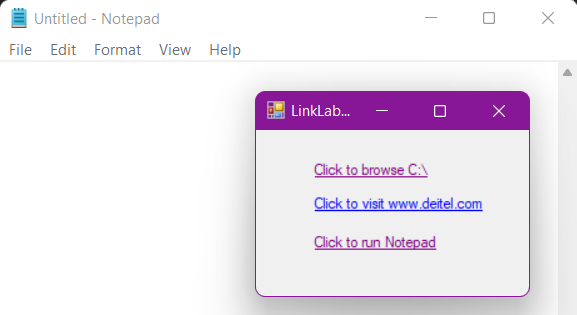 Untitled - Notepad
File Edit Format View Help
LinkLab...
Click to browse C:\
Click to visit www.deitel.com
Click to run Notepad